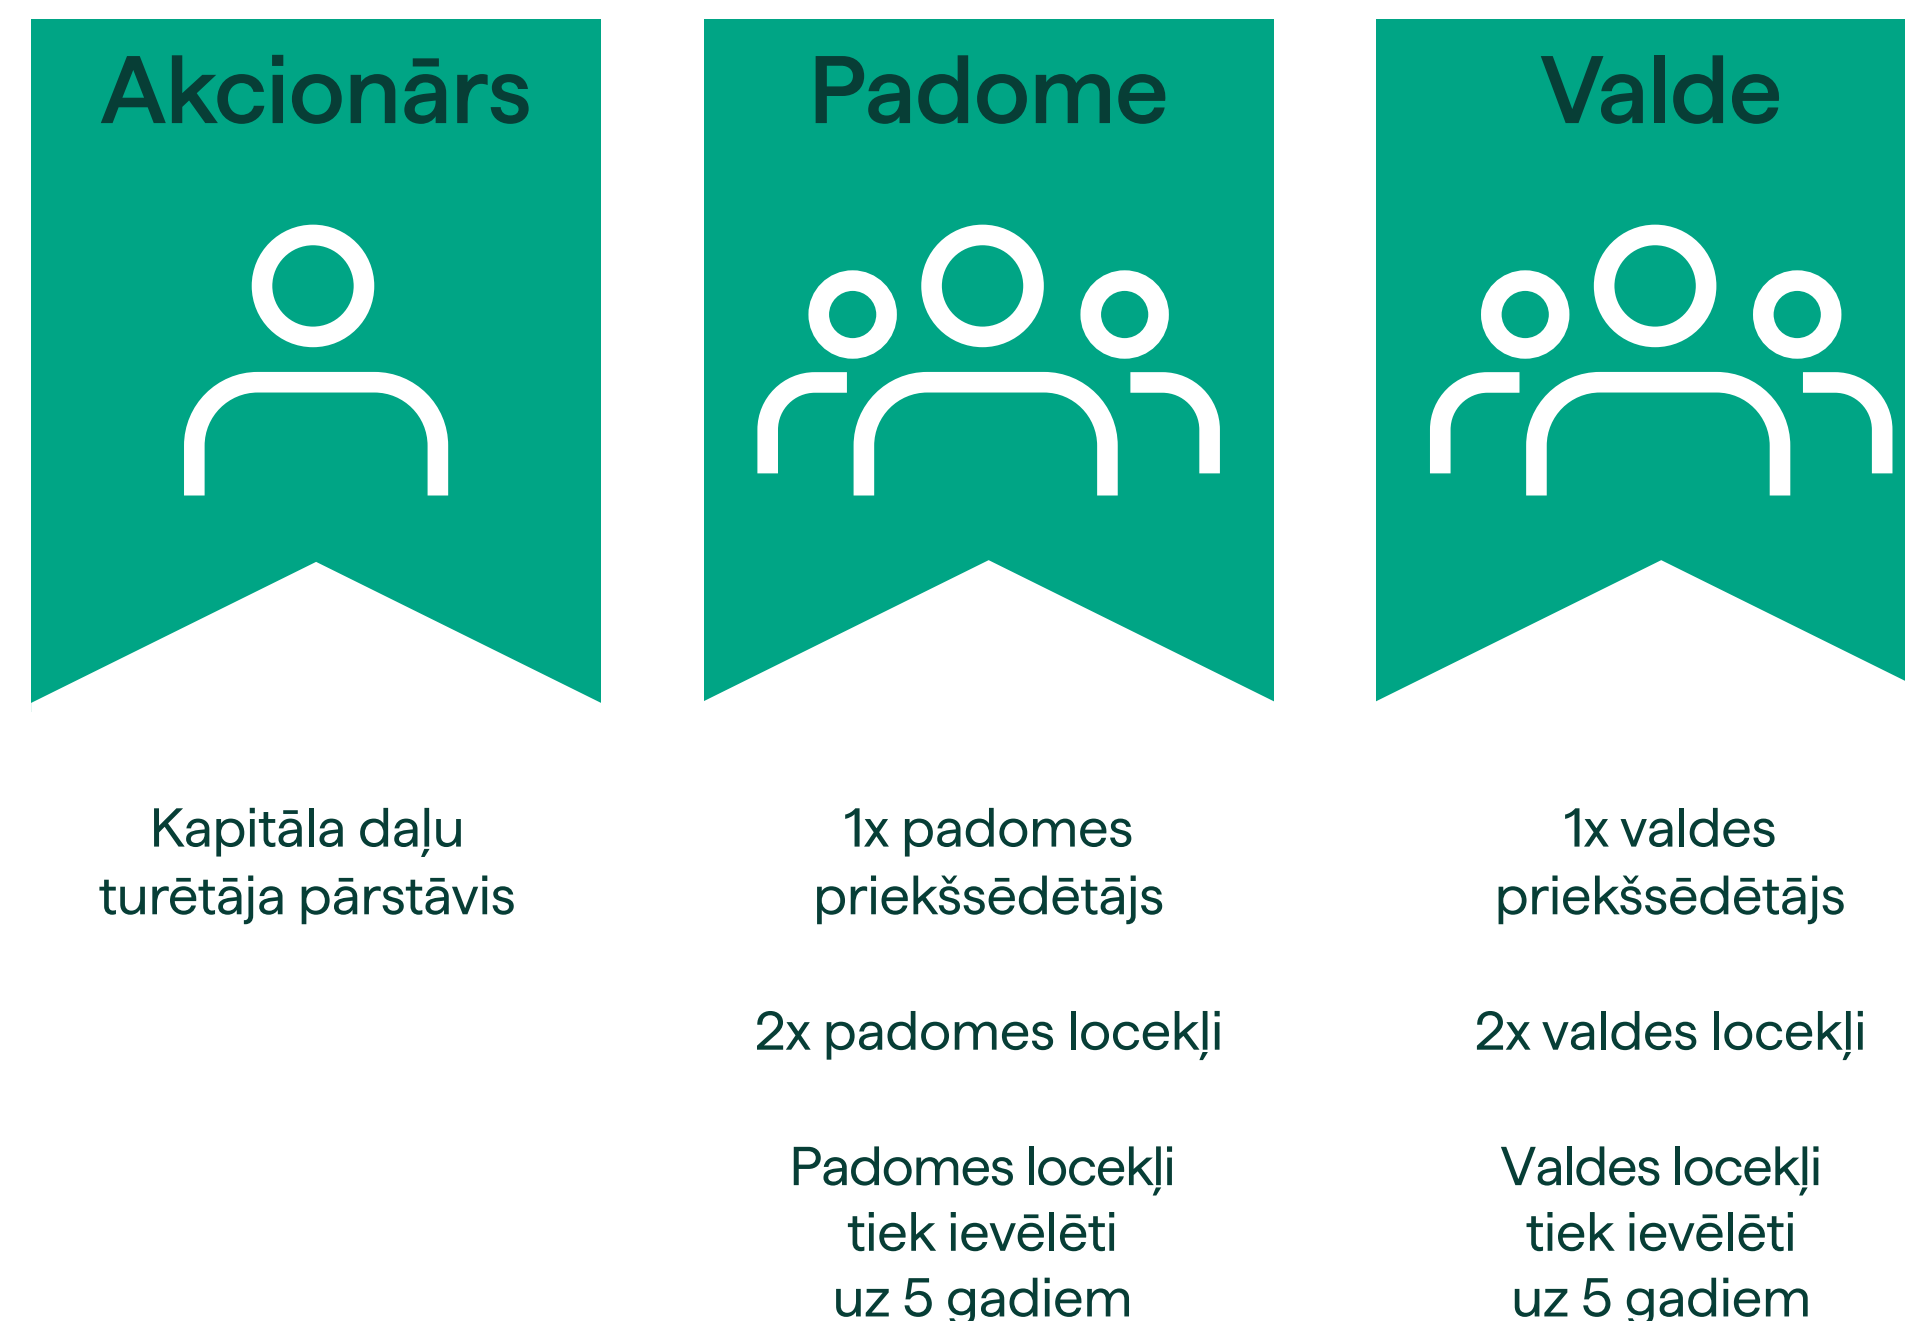 Akcionārs
Kapitāla daļu
turētāja pārstāvis
Padome
1x padomes
priekšsēdētājs
2x padomes locekļi
Padomes locekļi
tiek ievēlēti
uz 5 gadiem
Valde
1x valdes
priekšsēdētājs
2x valdes locekļi
Valdes locekļi
tiek ievēlēti
uz 5 gadiem